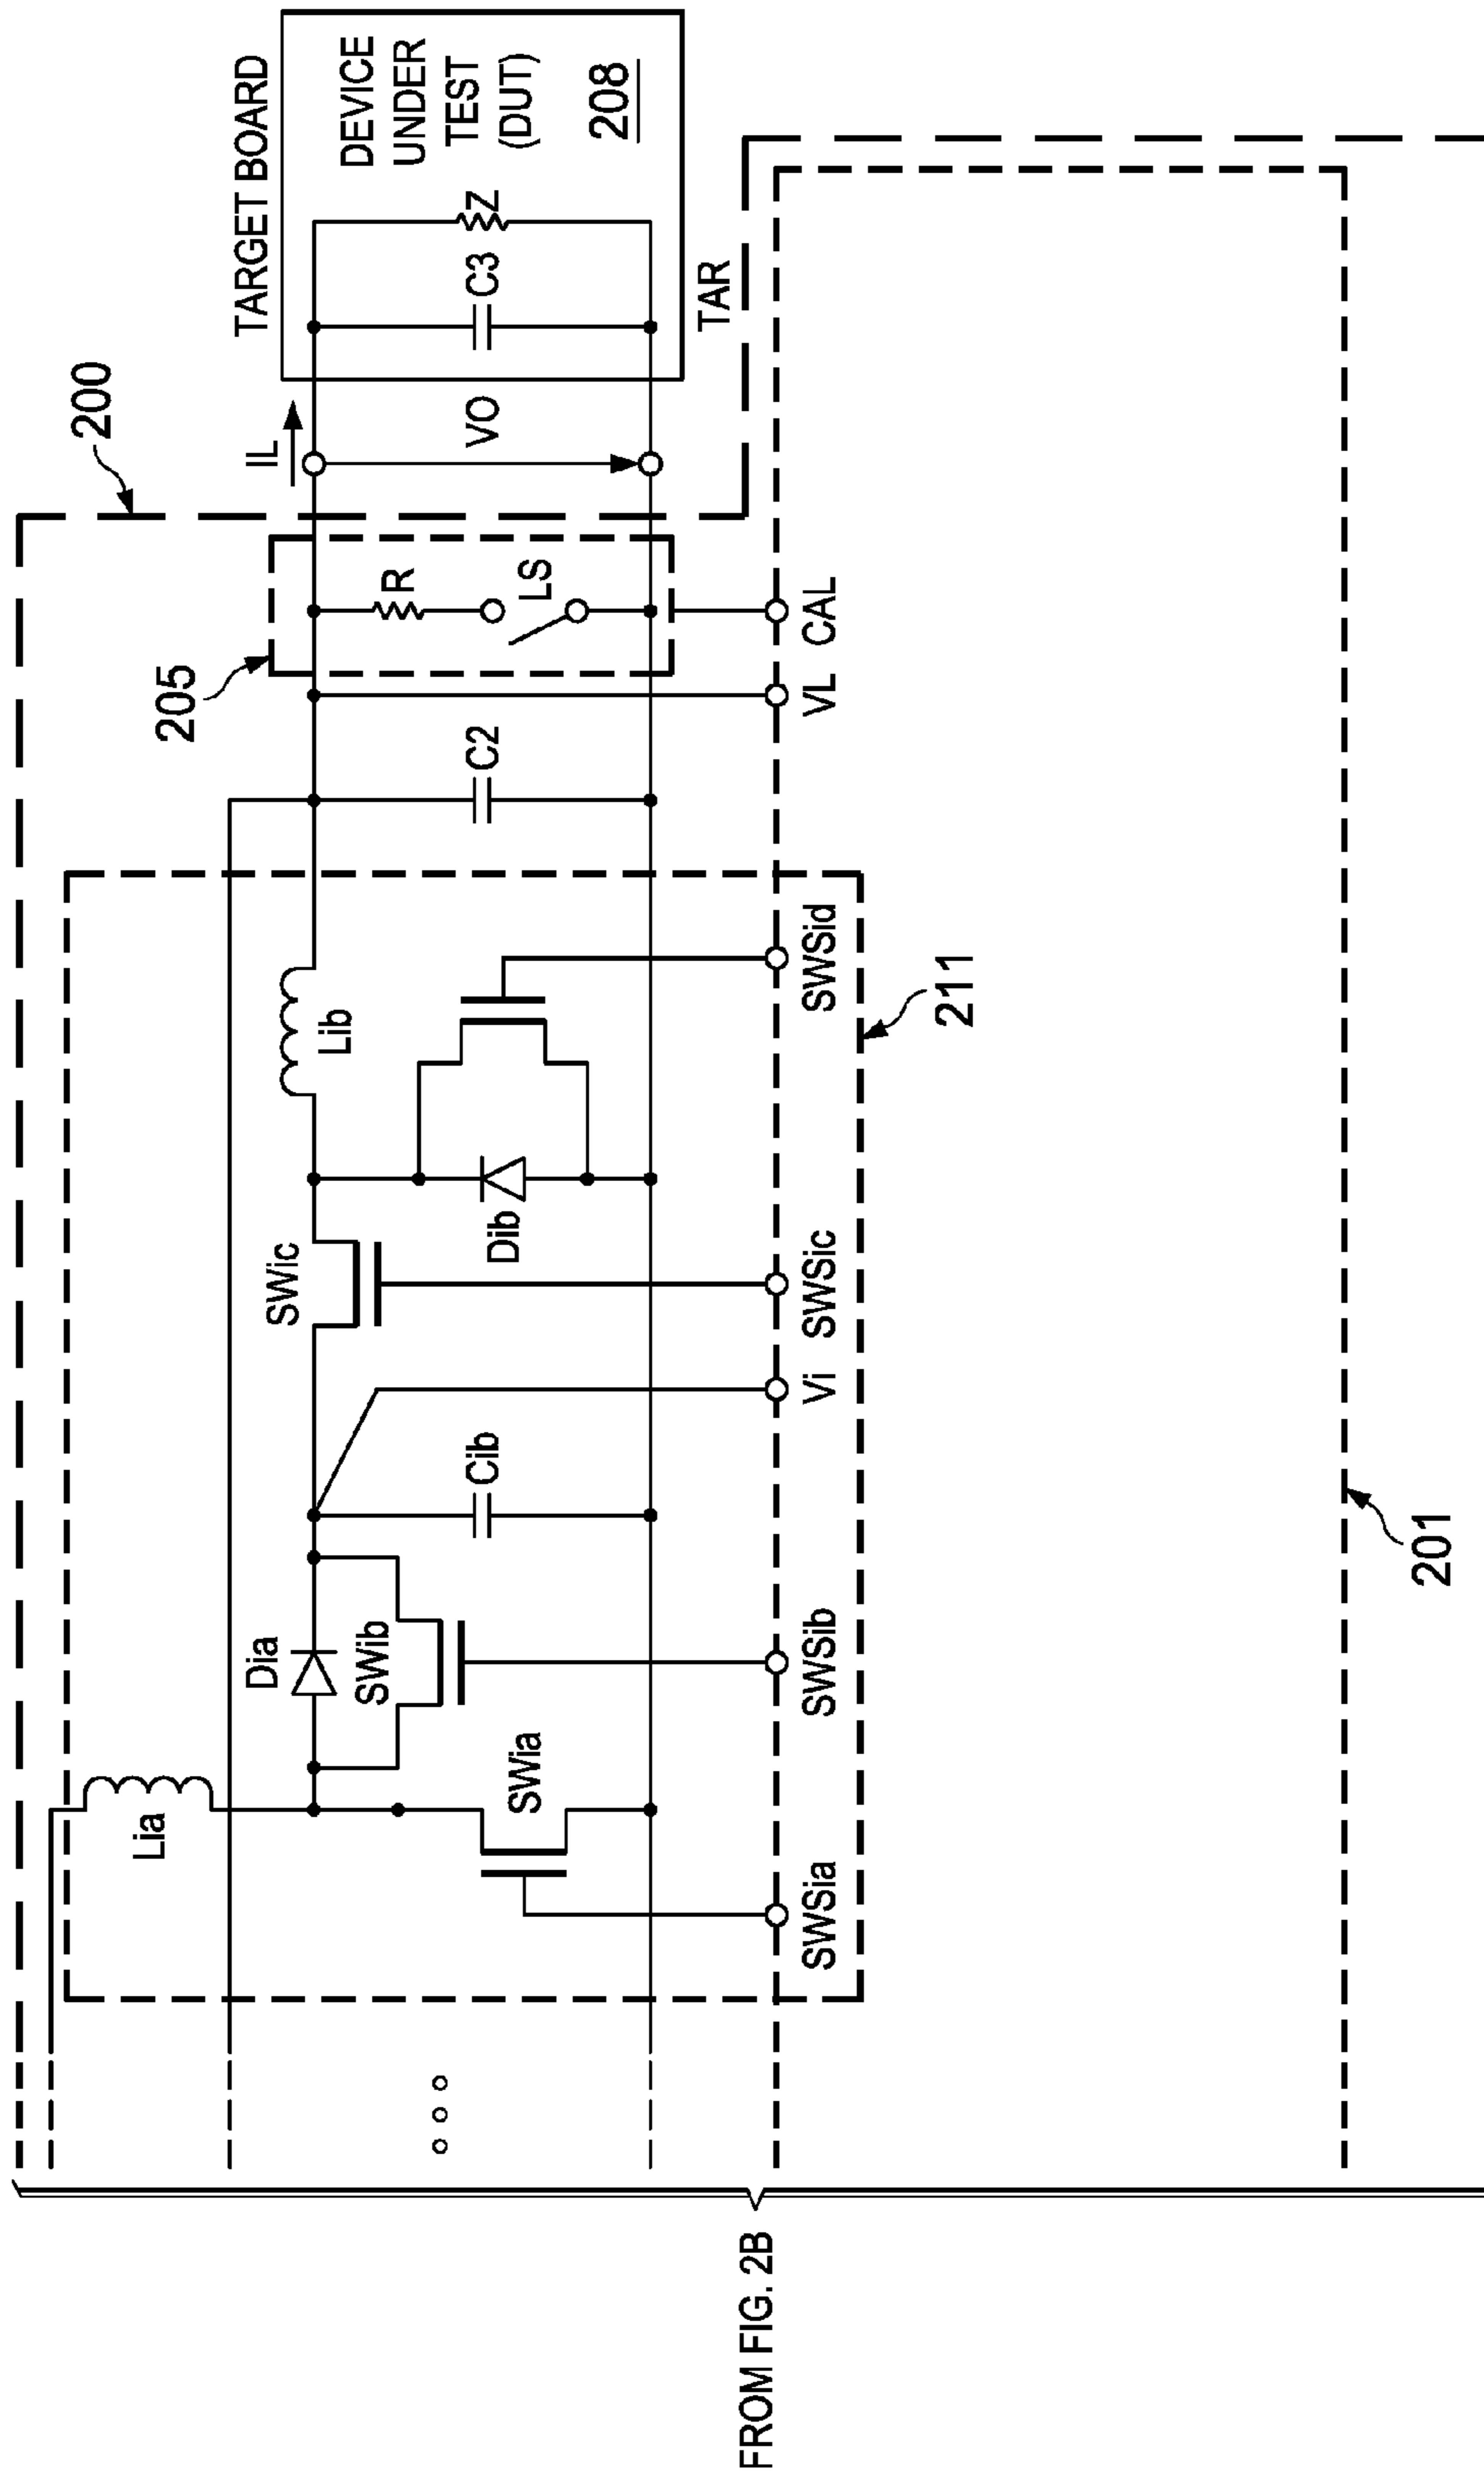 200
TARGET BOARD
DEVICE
UNDER
TEST
(DUT)
208
Z
C3
IL
VO
TAR
205
R
LS
CAL
VL
C2
Lia
Lib
Dia
SWib
SWia
SWic
Cib
Dib
SWSia
SWSib
Vi
SWSic
SWSid
211
201
FROM FIG. 2B